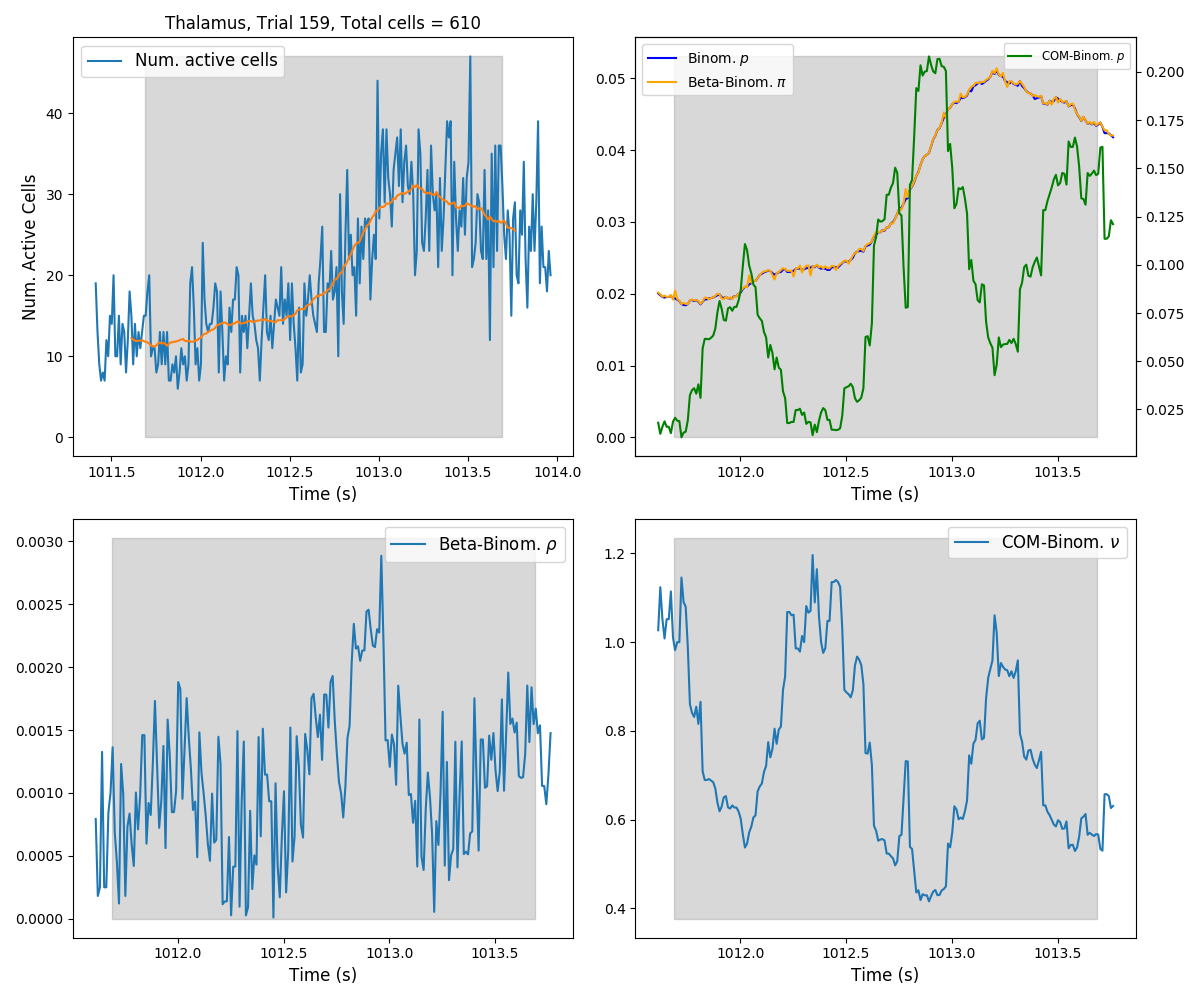 Thalamus, Trial 159, Total cells = 610
Num. active cells
Num. Active Cells
40
30
20
10
0
1011.5 1012.0 1012.5 1013.0 1013.5 1014.0
Time (s)
Binom. p
Beta-Binom. π
COM-Binom. p
0.05
0.04
0.03
0.02
0.01
0.00
0.200
0.175
0.150
0.125
0.100
0.075
0.050
0.025
1012.0 1012.5 1013.0 1013.5
Time (s)
Beta-Binom. ρ
0.0030
0.0025
0.0020
0.0015
0.0010
0.0005
0.0000
1012.0 1012.5 1013.0 1013.5
Time (s)
COM-Binom. ν
1.2
1.0
0.8
0.6
0.4
1012.0 1012.5 1013.0 1013.5
Time (s)